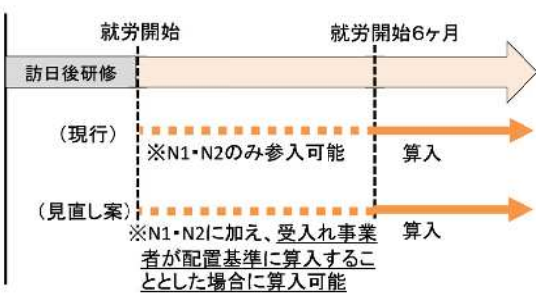 就労開始
就労開始6ヶ月
訪日後研修
(現行)
※N1・N2のみ参入可能
算入
(見直し案)
※N1・N2に加え、受入れ事業
者が配置基準に算入するこ
ととした場合に算入可能
算入